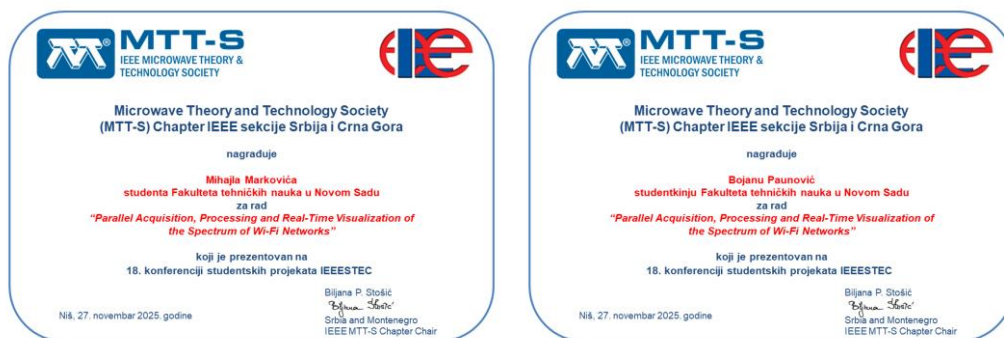 MTT-S
IEEE MICROWAVE THEORY &
TECHNOLOGY SOCIETY
Microwave Theory and Technology Society
(MTT-S) Chapter IEEE sekcije Srbija i Crna Gora
nagrađuje
Mihajla Markovića
studenta Fakulteta tehničkih nauka u Novom Sadu
za rad
"Parallel Acquisition, Processing and Real-Time Visualization of
the Spectrum of Wi-Fi Networks"
koji je prezentovan na
18. konferenciji studentskih projekata IEEESTEC
Biljana P. Stošić
Biljana Stošić
Niš, 27. novembar 2025. godine
Srbia and Montenegro
IEEE MTT-S Chapter Chair
MTT-S
IEEE MICROWAVE THEORY &
TECHNOLOGY SOCIETY
Microwave Theory and Technology Society
(MTT-S) Chapter IEEE sekcije Srbija i Crna Gora
nagrađuje
Bojanu Paunović
studentkinju Fakulteta tehničkih nauka u Novom Sadu
za rad
"Parallel Acquisition, Processing and Real-Time Visualization of
the Spectrum of Wi-Fi Networks"
koji je prezentovan na
18. konferenciji studentskih projekata IEEESTEC
Biljana P. Stošić
Biljana Stošić
Niš, 27. novembar 2025. godine
Srbia and Montenegro
IEEE MTT-S Chapter Chair